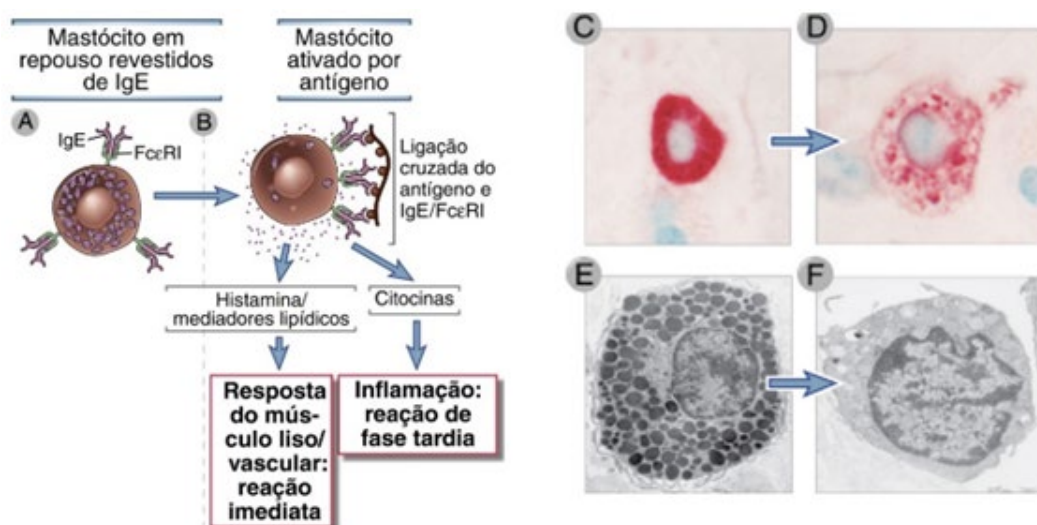 Mastócito em
repouso revestidos
de IgE
Mastócito
ativado por
antígeno
A
B
IgE
FcεRI
Ligação
cruzada do
antígeno e
IgE/FcεRI
Histamina/
mediadores lipídicos
Citocinas
Resposta
do mús-
culo liso/
vascular:
reação
imediata
Inflamação:
reação de
fase tardia
C
D
E
F